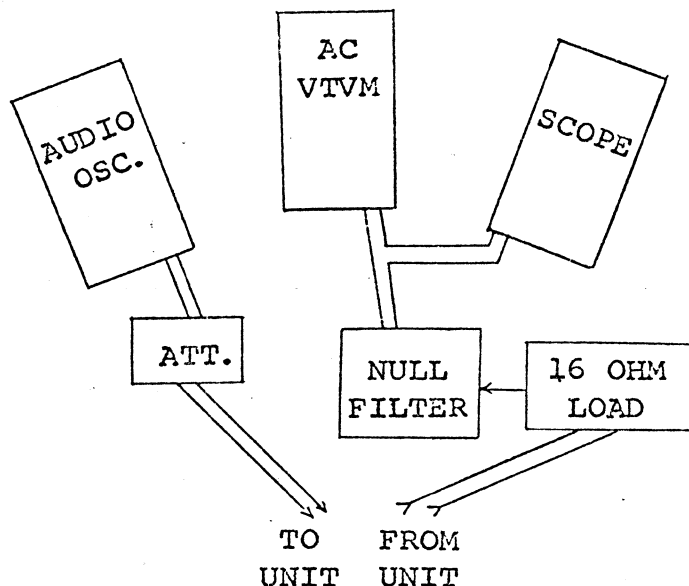 AUDIO
OSC.
AC
VTVM
SCOPE
ATT.
NULL
FILTER
16 OHM
LOAD
TO
UNIT
FROM
UNIT